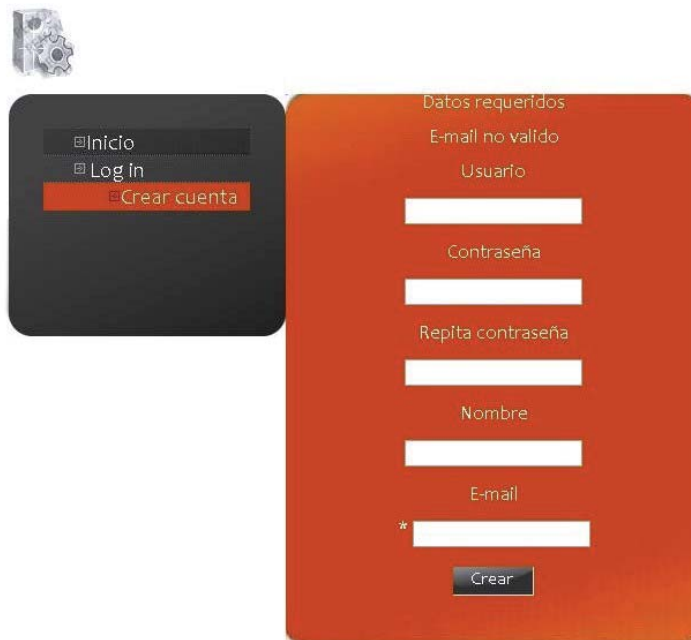 Inicio
Log in
Crear cuenta
Datos requeridos
E-mail no valido
Usuario
Contraseña
Repita contraseña
Nombre
E-mail
*
Crear